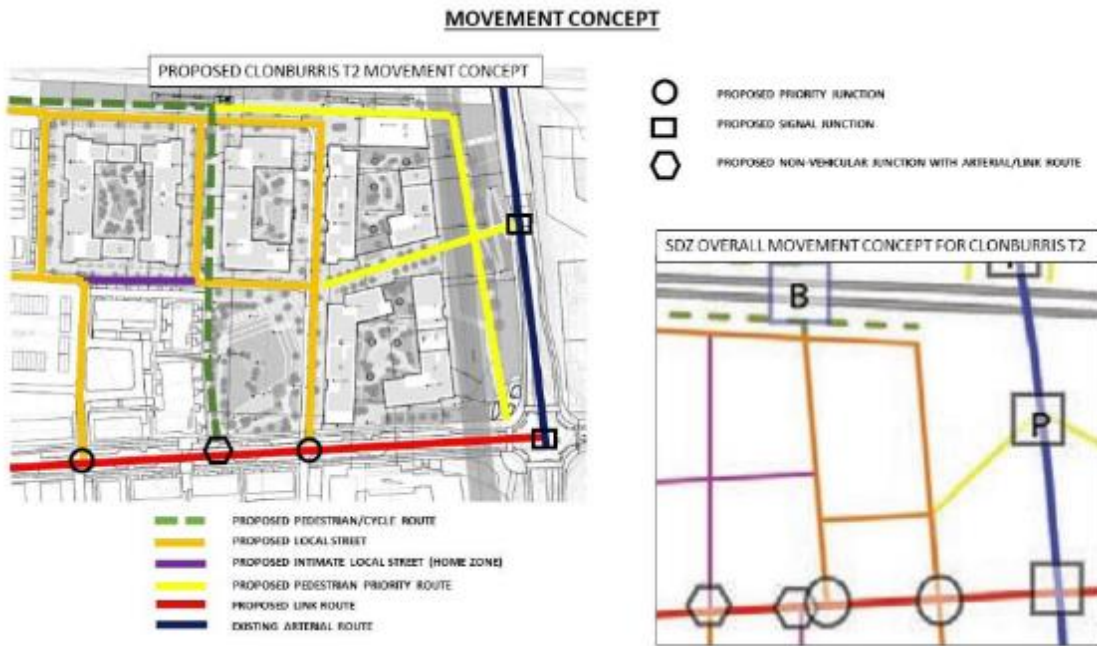 MOVEMENT CONCEPT
PROPOSED CLONBURRIS T2 MOVEMENT CONCEPT
PROPOSED PRIORITY JUNCTION
PROPOSED SIGNAL JUNCTION
PROPOSED NON-VEHICULAR JUNCTION WITH ARTERIAL/LINK ROUTE
SDZ OVERALL MOVEMENT CONCEPT FOR CLONBURRIS T2
B
P
PROPOSED PEDESTRIAN/CYCLE ROUTE
PROPOSED LOCAL STREET
PROPOSED INTIMATE LOCAL STREET (HOME ZONE)
PROPOSED PEDESTRIAN PRIORITY ROUTE
PROPOSED LINK ROUTE
EXISTING ARTERIAL ROUTE